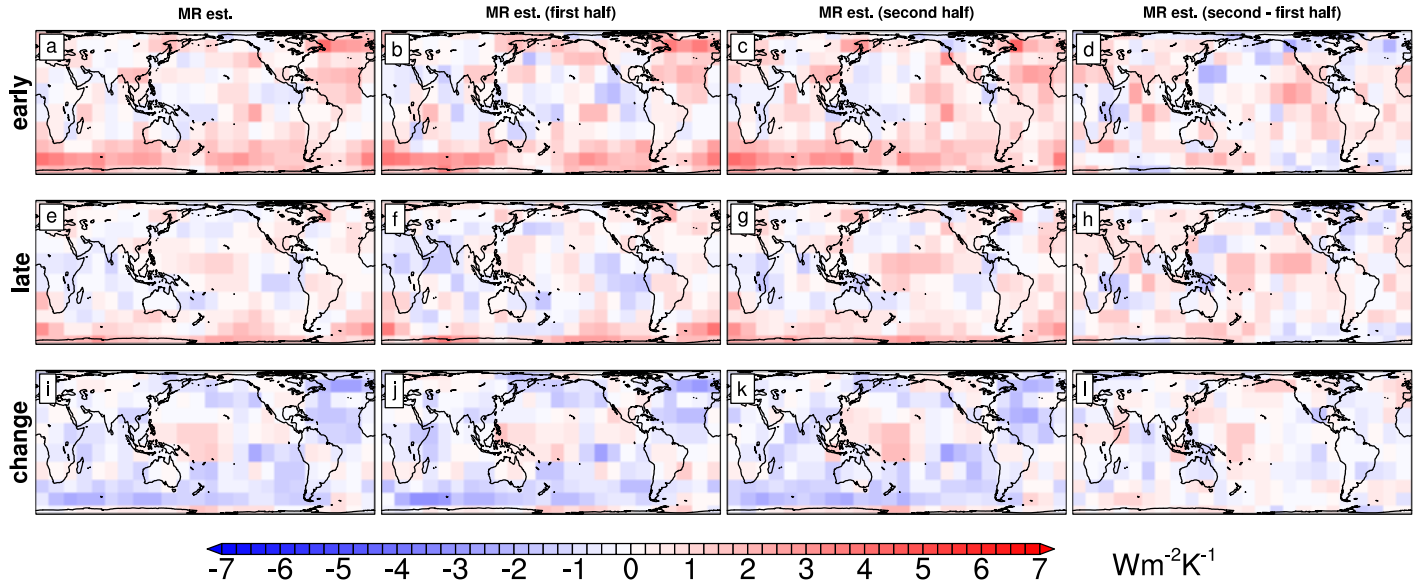 MR est. MR est. (first half) MR est. (second half) MR est. (second - first half)
early a b c d
late e f g h
change i j k l
-7 -6 -5 -4 -3 -2 -1 0 1 2 3 4 5 6 7 Wm⁻²K⁻¹